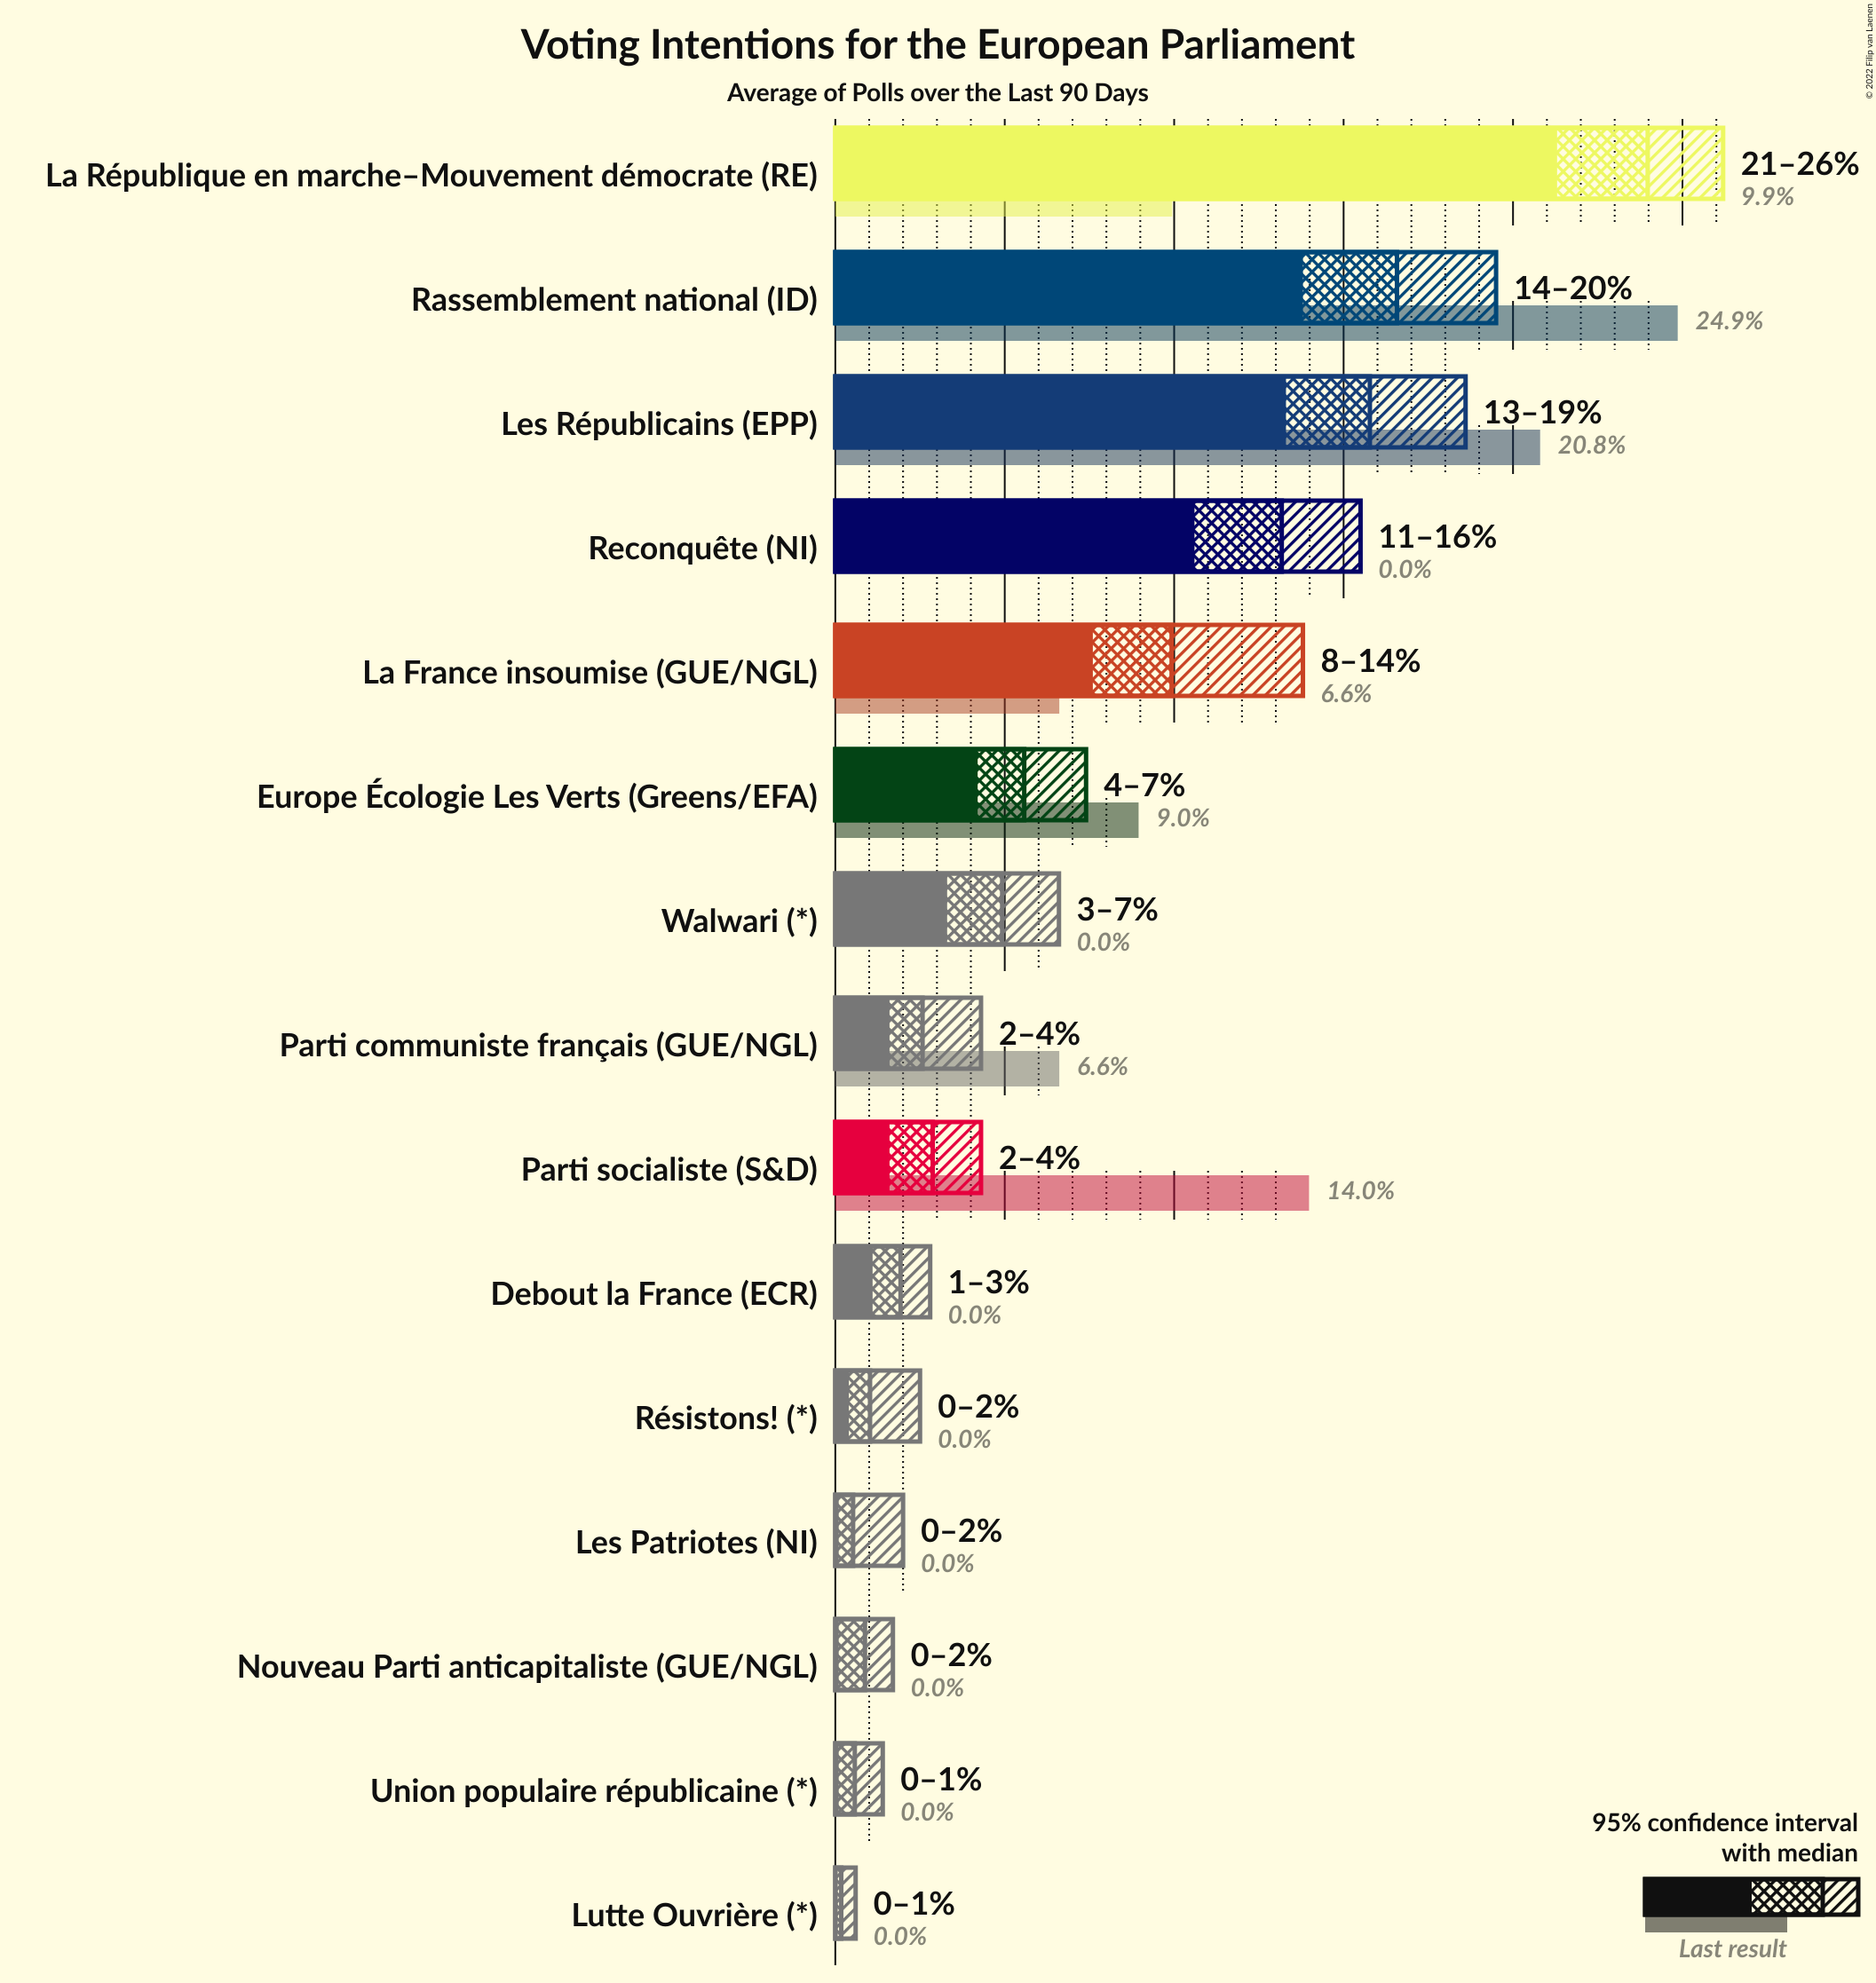 Voting Intentions for the European Parliament
Average of Polls over the Last 90 Days
© 2022 Filip van Laenen
La République en marche–Mouvement démocrate (RE)
21–26%
9.9%
Rassemblement national (ID)
14–20%
24.9%
Les Républicains (EPP)
13–19%
20.8%
Reconquête (NI)
11–16%
0.0%
La France insoumise (GUE/NGL)
8–14%
6.6%
Europe Écologie Les Verts (Greens/EFA)
4–7%
9.0%
Walwari (*)
3–7%
0.0%
Parti communiste français (GUE/NGL)
2–4%
6.6%
Parti socialiste (S&D)
2–4%
14.0%
Debout la France (ECR)
1–3%
0.0%
Résistons! (*)
0–2%
0.0%
Les Patriotes (NI)
0–2%
0.0%
Nouveau Parti anticapitaliste (GUE/NGL)
0–2%
0.0%
Union populaire républicaine (*)
0–1%
0.0%
Lutte Ouvrière (*)
0–1%
0.0%
95% confidence interval
with median
Last result